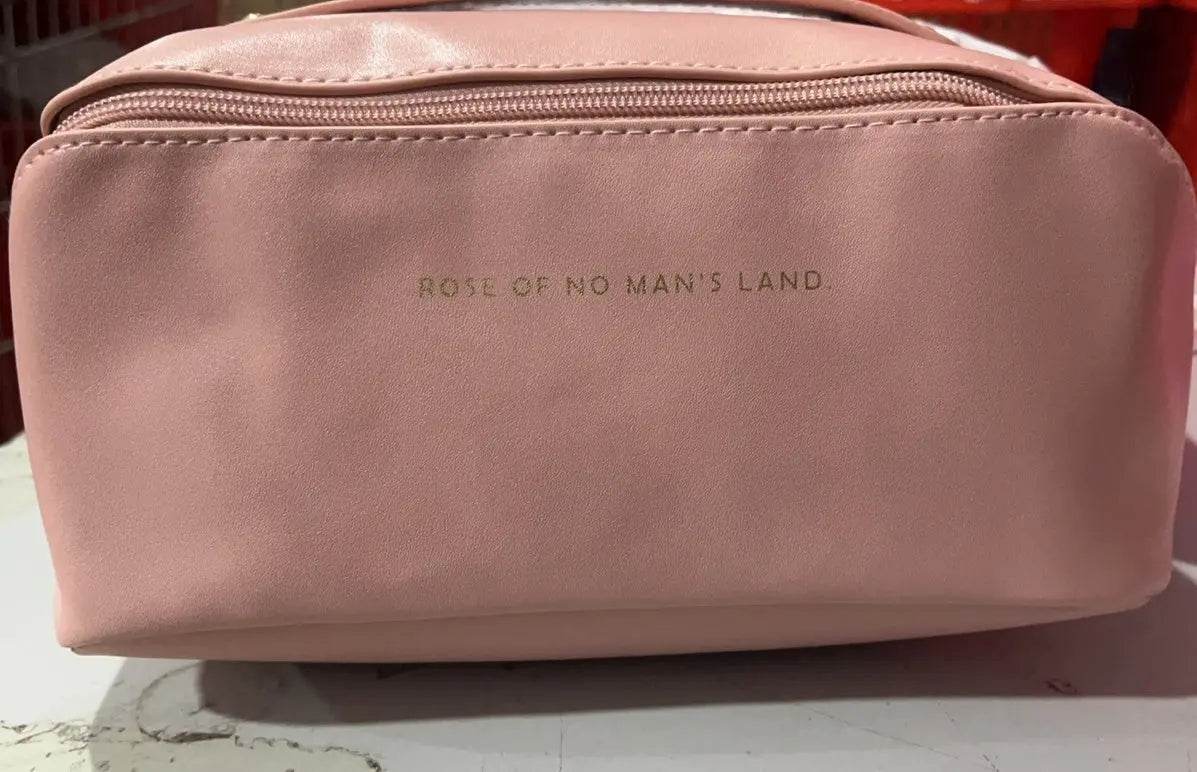 ROSE OF NO MAN'S LAND.